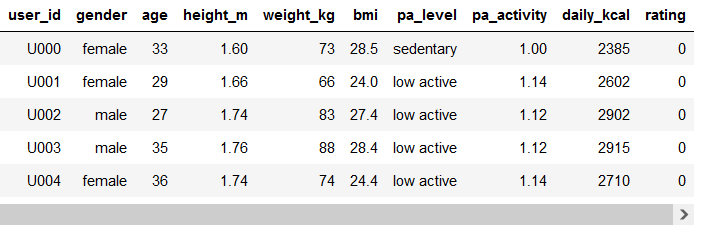 user_id gender age height_m weight_kg bmi pa_level pa_activity daily_kcal rating
U000 female 33 1.60 73 28.5 sedentary 1.00 2385 0
U001 female 29 1.66 66 24.0 low active 1.14 2602 0
U002 male 27 1.74 83 27.4 low active 1.12 2902 0
U003 male 35 1.76 88 28.4 low active 1.12 2915 0
U004 female 36 1.74 74 24.4 low active 1.14 2710 0